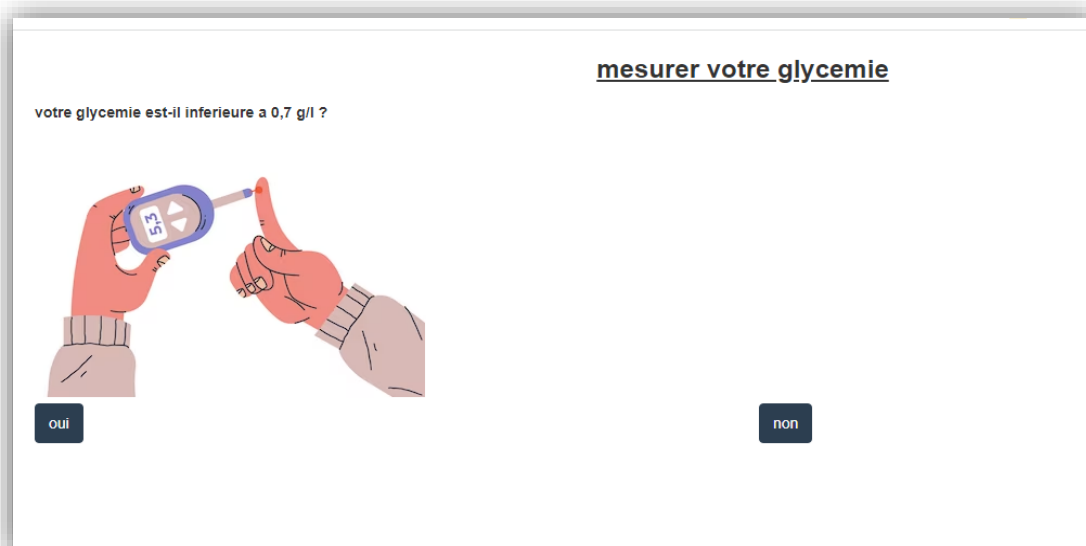 mesurer votre glycemie
votre glycemie est-il inferieure a 0,7 g/l ?
5,3
oui
non